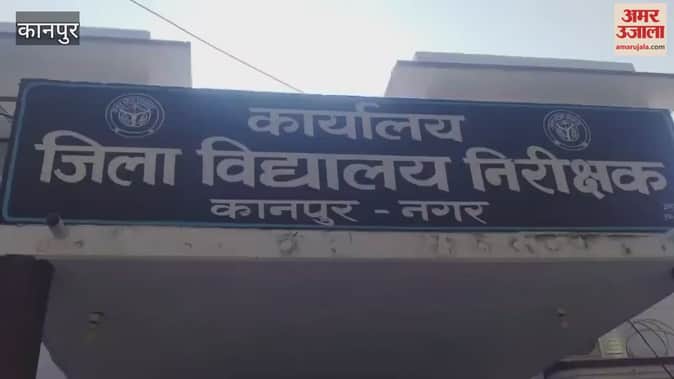 कानपुर
अमर
उजाला
amarujala.com
कार्यालय
जिला विद्यालय निरीक्षक
कानपुर - नगर